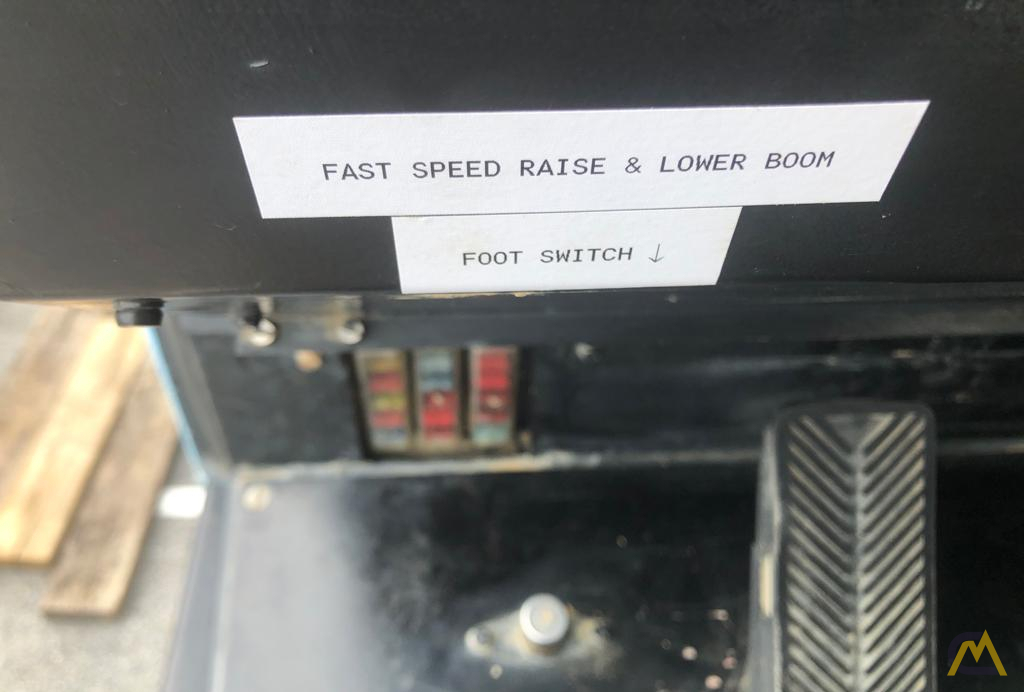 FAST SPEED RAISE & LOWER BOOM
FOOT SWITCH ↓